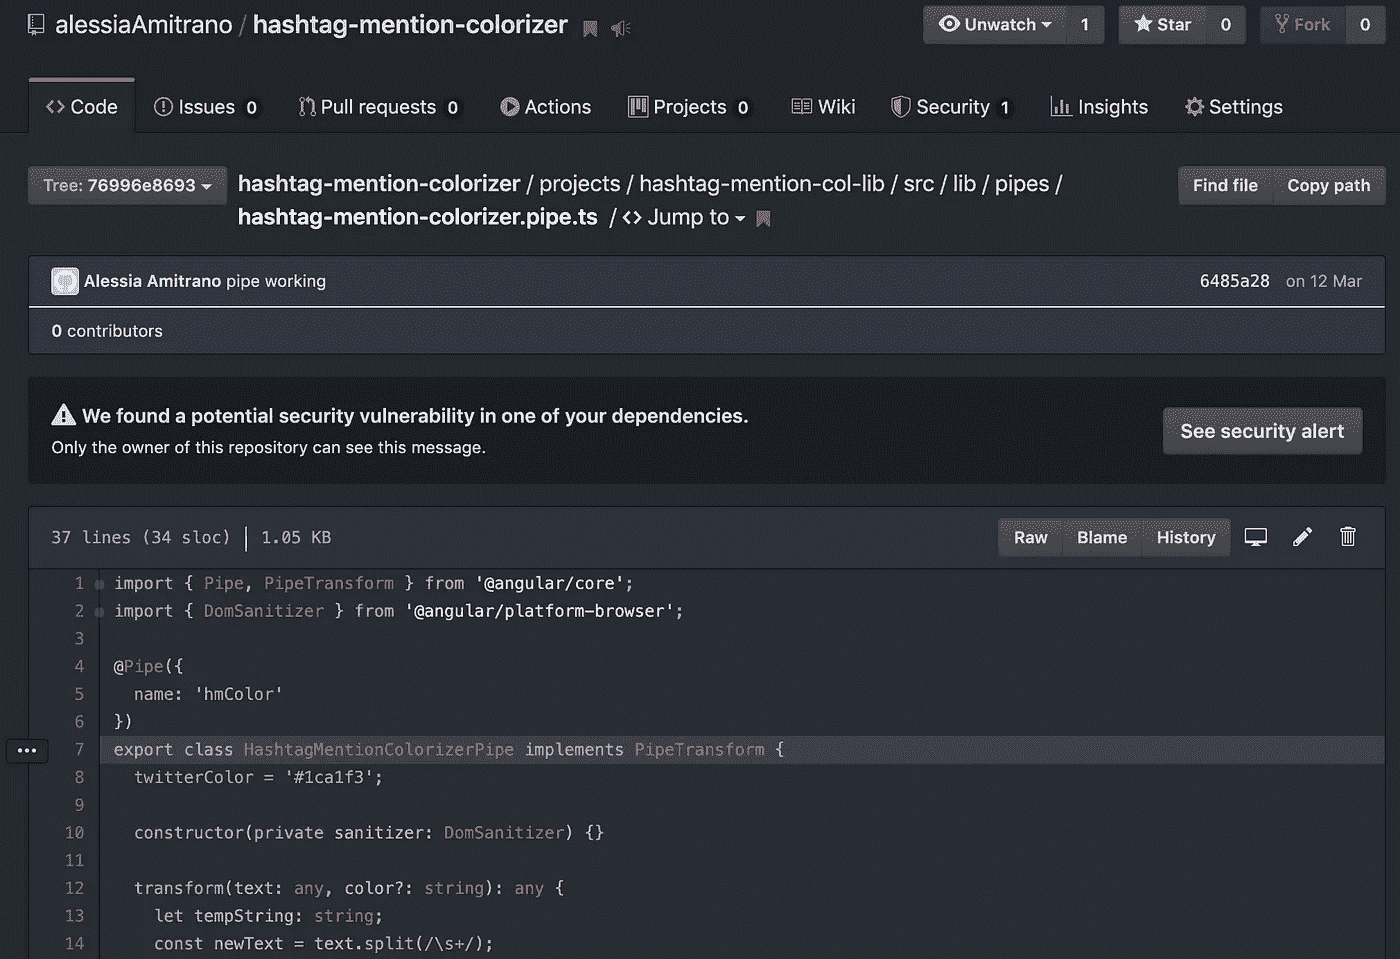 alessiaAmitrano / hashtag-mention-colorizer
Unwatch 1 Star 0 Fork 0
Code Issues 0 Pull requests 0 Actions Projects 0 Wiki Security 1 Insights Settings
Tree: 76996e8693 hashtag-mention-colorizer / projects / hashtag-mention-col-lib / src / lib / pipes / Find file Copy path
hashtag-mention-colorizer.pipe.ts / <> Jump to
Alessia Amitrano pipe working 6485a28 on 12 Mar
0 contributors
We found a potential security vulnerability in one of your dependencies.
Only the owner of this repository can see this message.
See security alert
37 lines (34 sloc) | 1.05 KB Raw Blame History
1 import { Pipe, PipeTransform } from '@angular/core';
2 import { DomSanitizer } from '@angular/platform-browser';
3
4 @Pipe({
5 name: 'hmColor'
6 })
... 7 export class HashtagMentionColorizerPipe implements PipeTransform {
8 twitterColor = '#1ca1f3';
9
10 constructor(private sanitizer: DomSanitizer) {}
11
12 transform(text: any, color?: string): any {
13 let tempString: string;
14 const newText = text.split(/\s+/);